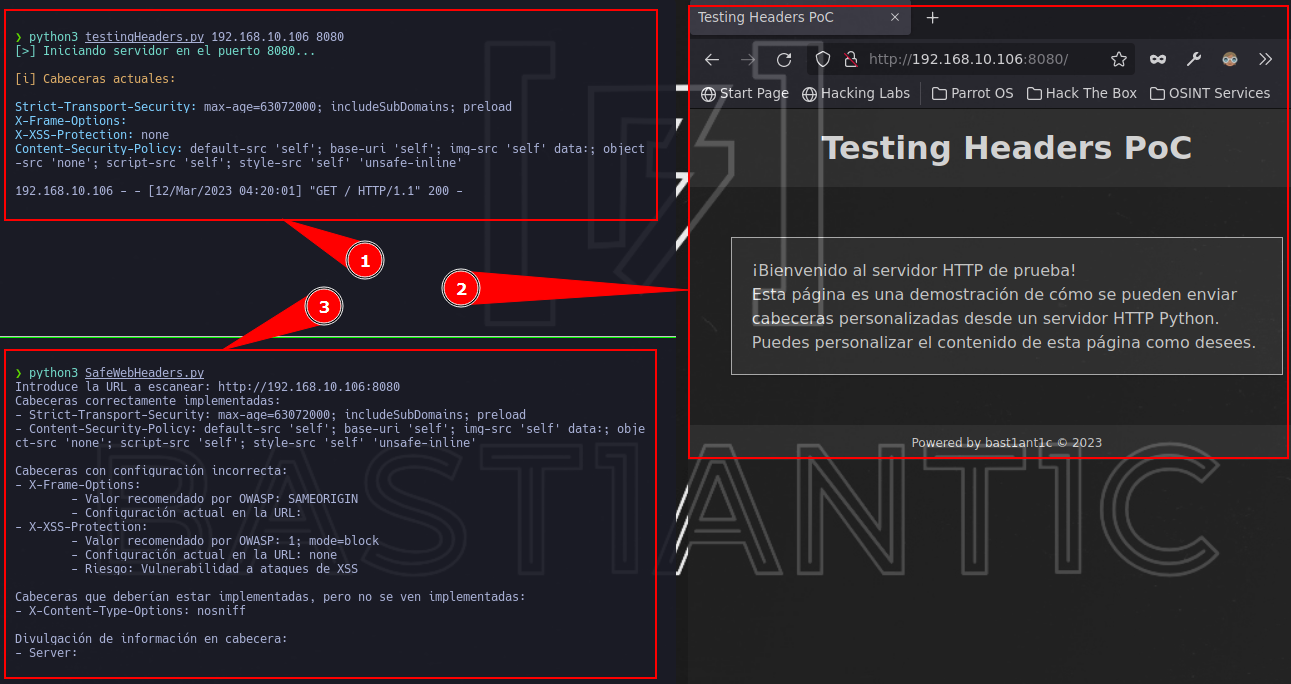 ❯ python3 testingHeaders.py 192.168.10.106 8080
[>] Iniciando servidor en el puerto 8080...
[i] Cabeceras actuales:
Strict-Transport-Security: max-age=63072000; includeSubDomains; preload
X-Frame-Options:
X-XSS-Protection: none
Content-Security-Policy: default-src 'self'; base-uri 'self'; img-src 'self' data:; object
-src 'none'; script-src 'self'; style-src 'self' 'unsafe-inline'
192.168.10.106 - - [12/Mar/2023 04:20:01] "GET / HTTP/1.1" 200 -
1
2
3
❯ python3 SafeWebHeaders.py
Introduce la URL a escanear: http://192.168.10.106:8080
Cabeceras correctamente implementadas:
- Strict-Transport-Security: max-age=63072000; includeSubDomains; preload
- Content-Security-Policy: default-src 'self'; base-uri 'self'; img-src 'self' data:; obje
ct-src 'none'; script-src 'self'; style-src 'self' 'unsafe-inline'
Cabeceras con configuración incorrecta:
- X-Frame-Options:
- Valor recomendado por OWASP: SAMEORIGIN
- Configuración actual en la URL:
- X-XSS-Protection:
- Valor recomendado por OWASP: 1; mode=block
- Configuración actual en la URL: none
- Riesgo: Vulnerabilidad a ataques de XSS
Cabeceras que deberían estar implementadas, pero no se ven implementadas:
- X-Content-Type-Options: nosniff
Divulgación de información en cabecera:
- Server:
Testing Headers PoC
http://192.168.10.106:8080/
Start Page Hacking Labs Parrot OS Hack The Box OSINT Services
Testing Headers PoC
¡Bienvenido al servidor HTTP de prueba!
Esta página es una demostración de cómo se pueden enviar
cabeceras personalizadas desde un servidor HTTP Python.
Puedes personalizar el contenido de esta página como desees.
Powered by bast1ant1c © 2023
BAST1ANT1C